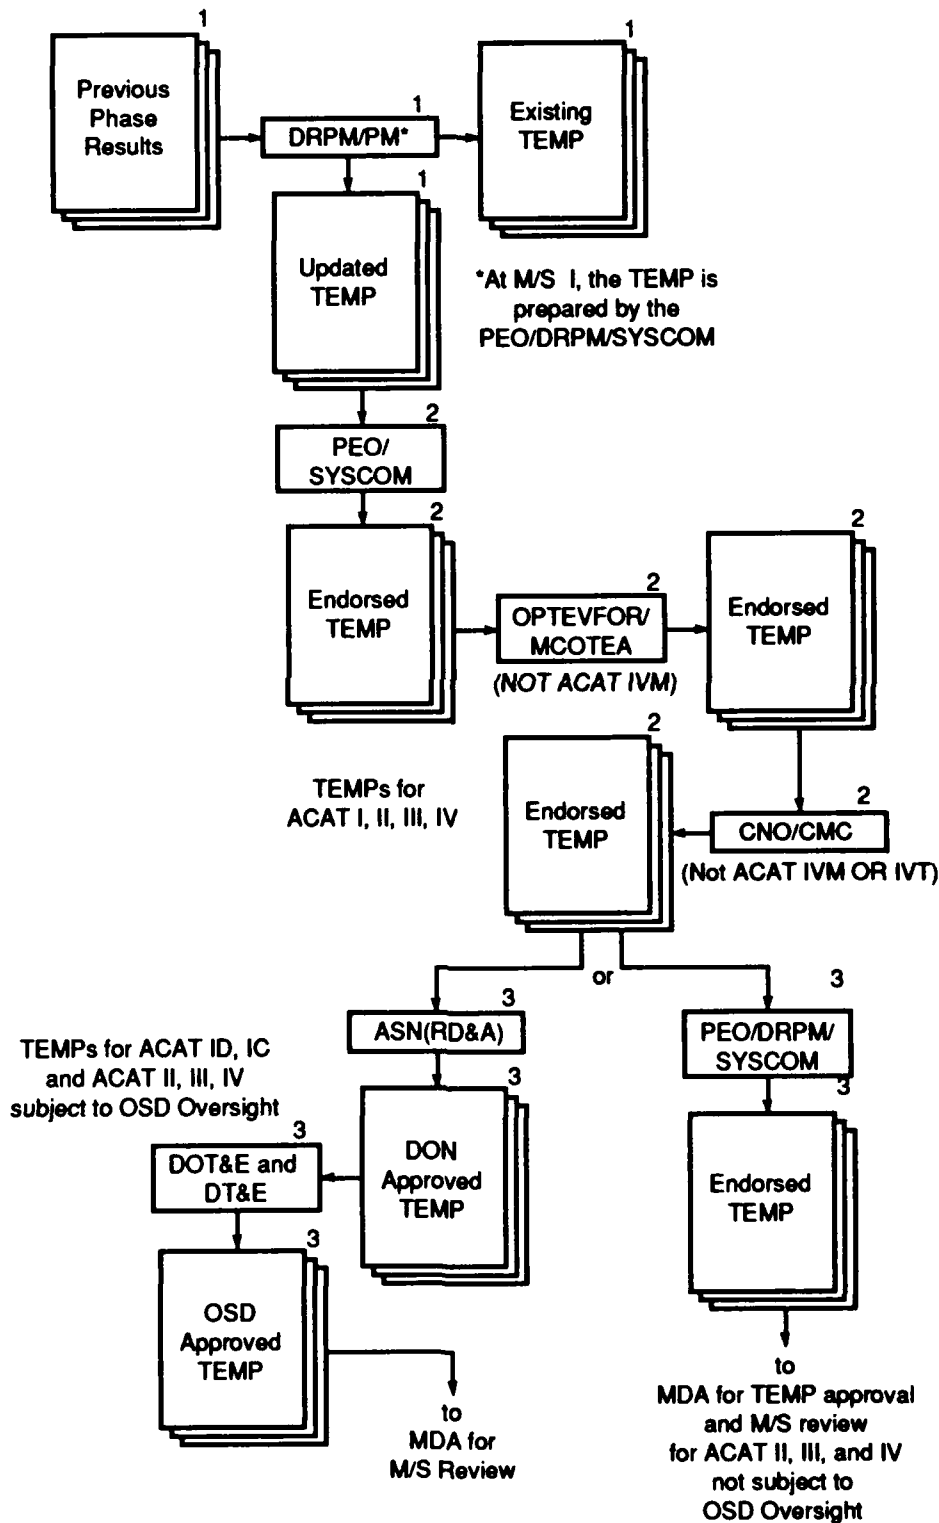 1
Previous
Phase
Results
1
DRPM/PM*
1
Existing
TEMP
1
Updated
TEMP
*At M/S I, the TEMP is
prepared by the
PEO/DRPM/SYSCOM
2
PEO/
SYSCOM
2
Endorsed
TEMP
2
OPTEVFOR/
MCOTEA
(NOT ACAT IVM)
2
Endorsed
TEMP
TEMPs for
ACAT I, II, III, IV
2
Endorsed
TEMP
2
CNO/CMC
(Not ACAT IVM OR IVT)
or
3
ASN(RD&A)
3
PEO/DRPM/
SYSCOM
TEMPs for ACAT ID, IC
and ACAT II, III, IV
subject to OSD Oversight
3
DON
Approved
TEMP
3
DOT&E and
DT&E
3
Endorsed
TEMP
3
OSD
Approved
TEMP
to
MDA for
M/S Review
to
MDA for TEMP approval
and M/S review
for ACAT II, III, and IV
not subject to
OSD Oversight